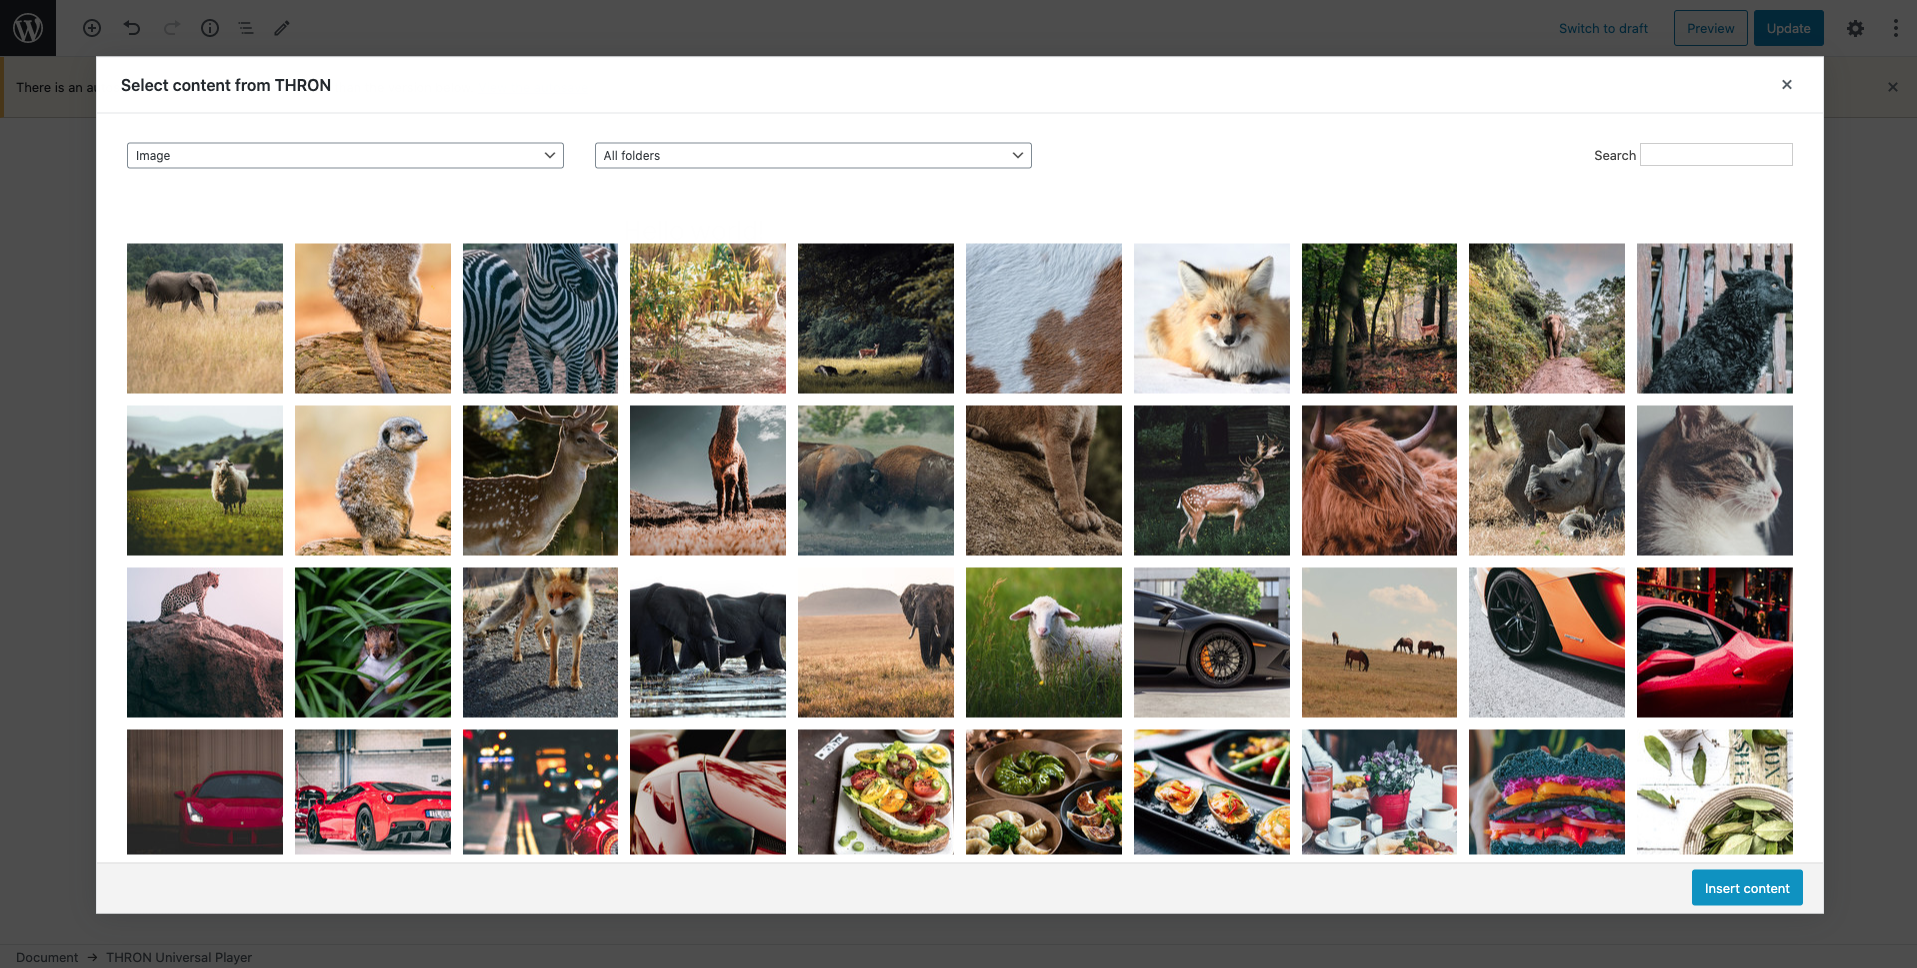 Switch to draft
Preview
Update
There is an
Select content from THRON
Image
All folders
Search
Insert content
Document → THRON Universal Player